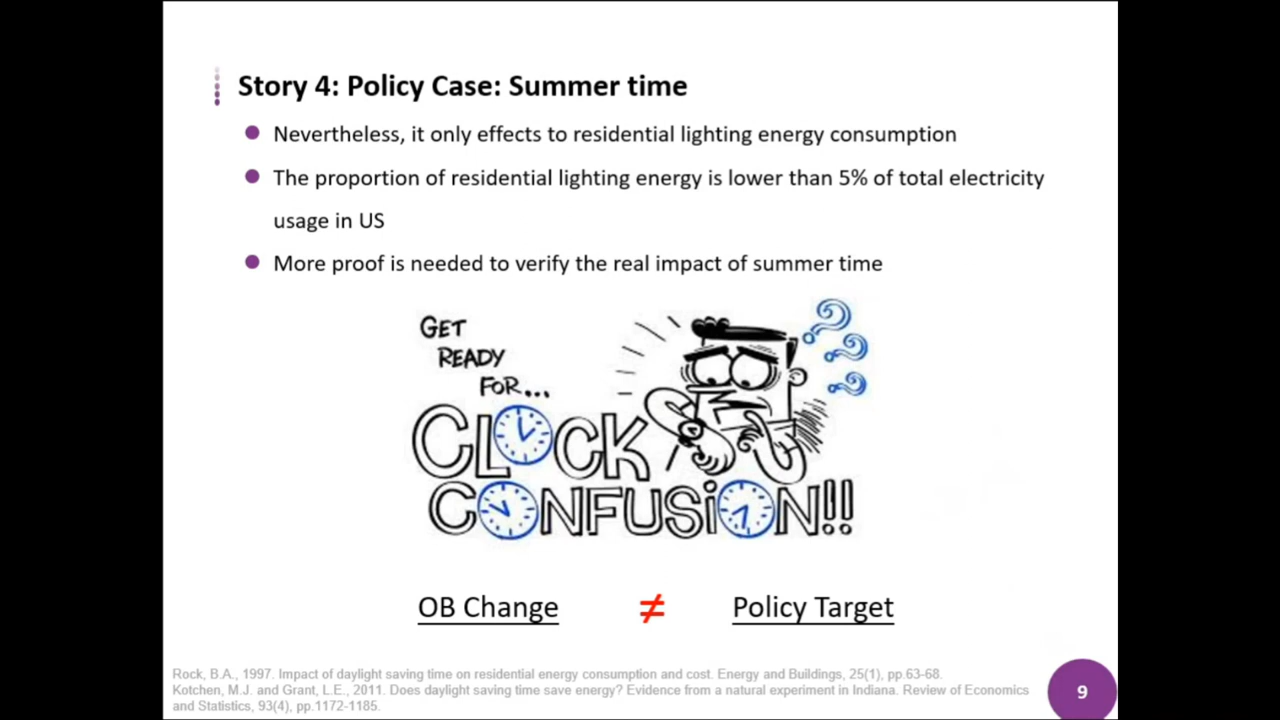 Story 4: Policy Case: Summer time
Nevertheless, it only effects to residential lighting energy consumption
The proportion of residential lighting energy is lower than 5% of total electricity
usage in US
More proof is needed to verify the real impact of summer time
GET
READY
FOR...
CLOCK
CONFUSiON!!
???
OB Change ≠ Policy Target
Rock, B.A., 1997. Impact of daylight saving time on residential energy consumption and cost. Energy and Buildings, 25(1), pp.63-68.
Kotchen, M.J. and Grant, L.E., 2011. Does daylight saving time save energy? Evidence from a natural experiment in Indiana. Review of Economics
and Statistics, 93(4), pp.1172-1185.
9